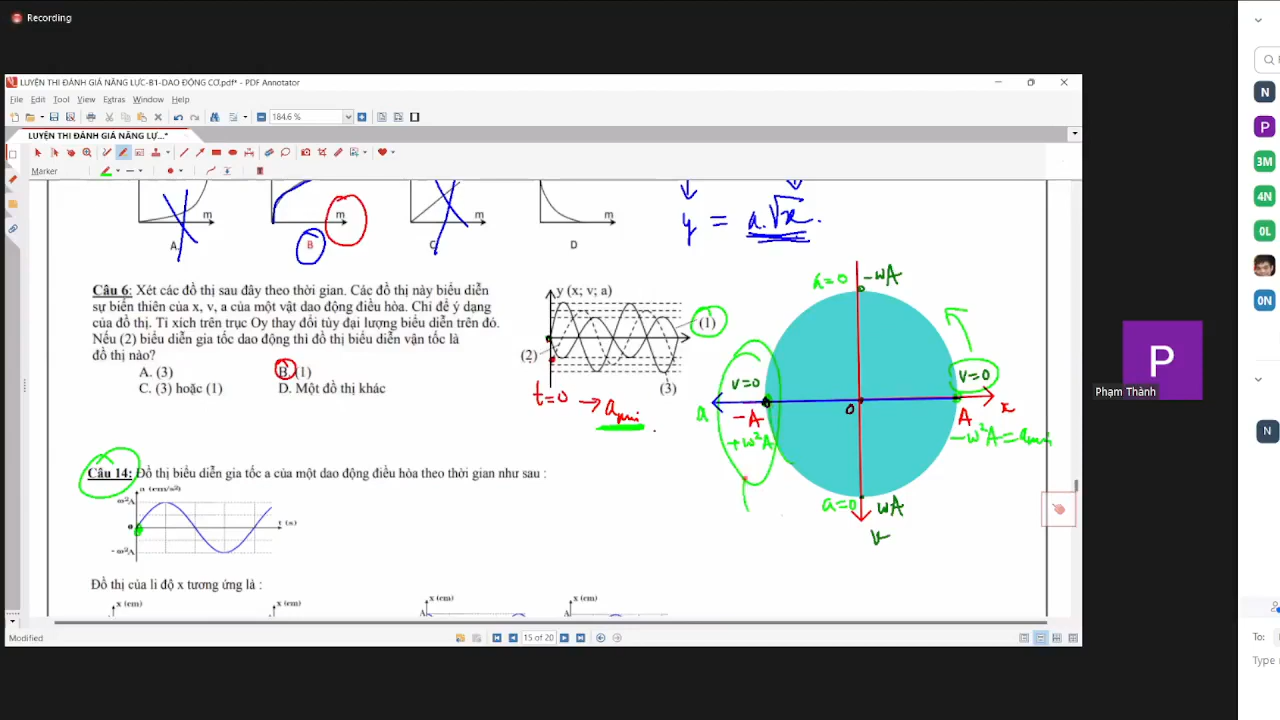 Recording
LUYỆN THI ĐÁNH GIÁ NĂNG LỰC-B1-DAO ĐỘNG CƠ.pdf* - PDF Annotator
File Edit Tool View Extras Window Help
184.6 %
LUYỆN THI ĐÁNH GIÁ NĂNG LỰ...*
Marker
m
m
m
m
A.
B
C
D
y = a.√x.
Câu 6: Xét các đồ thị sau đây theo thời gian. Các đồ thị này biểu diễn
sự biến thiên của x, v, a của một vật dao động điều hòa. Chỉ để ý dạng
của đồ thị. Tỉ xích trên trục Oy thay đổi tùy đại lượng biểu diễn trên đó.
Nếu (2) biểu diễn gia tốc dao động thì đồ thị biểu diễn vận tốc là
đồ thị nào?
A. (3)
B. (1)
C. (3) hoặc (1)
D. Một đồ thị khác
y (x; v; a)
(1)
(2)
(3)
t=0 → amin
a=0
-ωA
v=0
v=0
a
-A
0
A
x
+ω²A
-ω²A=amin
a=0
ωA
v
Câu 14: Đồ thị biểu diễn gia tốc a của một dao động điều hòa theo thời gian như sau :
a (cm/s²)
ω²A
0
t (s)
- ω²A
Đồ thị của li độ x tương ứng là :
x (cm)
x (cm)
x (cm)
x (cm)
A
A
Modified
15 of 20
N
P
3M
4N
0L
0N
P
Phạm Thành
N
To:
Type